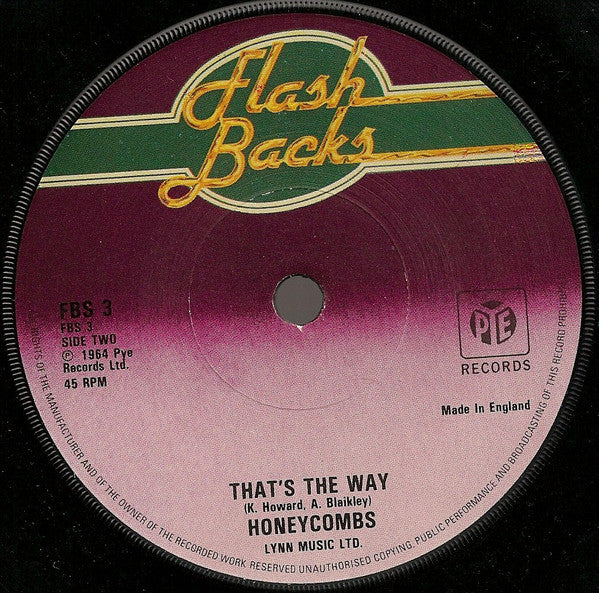 Flash
Backs
FBS 3
FBS 3
SIDE TWO
℗ 1964 Pye
Records Ltd.
45 RPM
PYE
RECORDS
Made In England
THAT'S THE WAY
(K. Howard, A. Blaikley)
HONEYCOMBS
LYNN MUSIC LTD.
RIGHTS OF THE MANUFACTURER AND OF THE OWNER OF THE RECORDED WORK RESERVED UNAUTHORISED COPYING, PUBLIC PERFORMANCE AND BROADCASTING OF THIS RECORD PROHIBITED